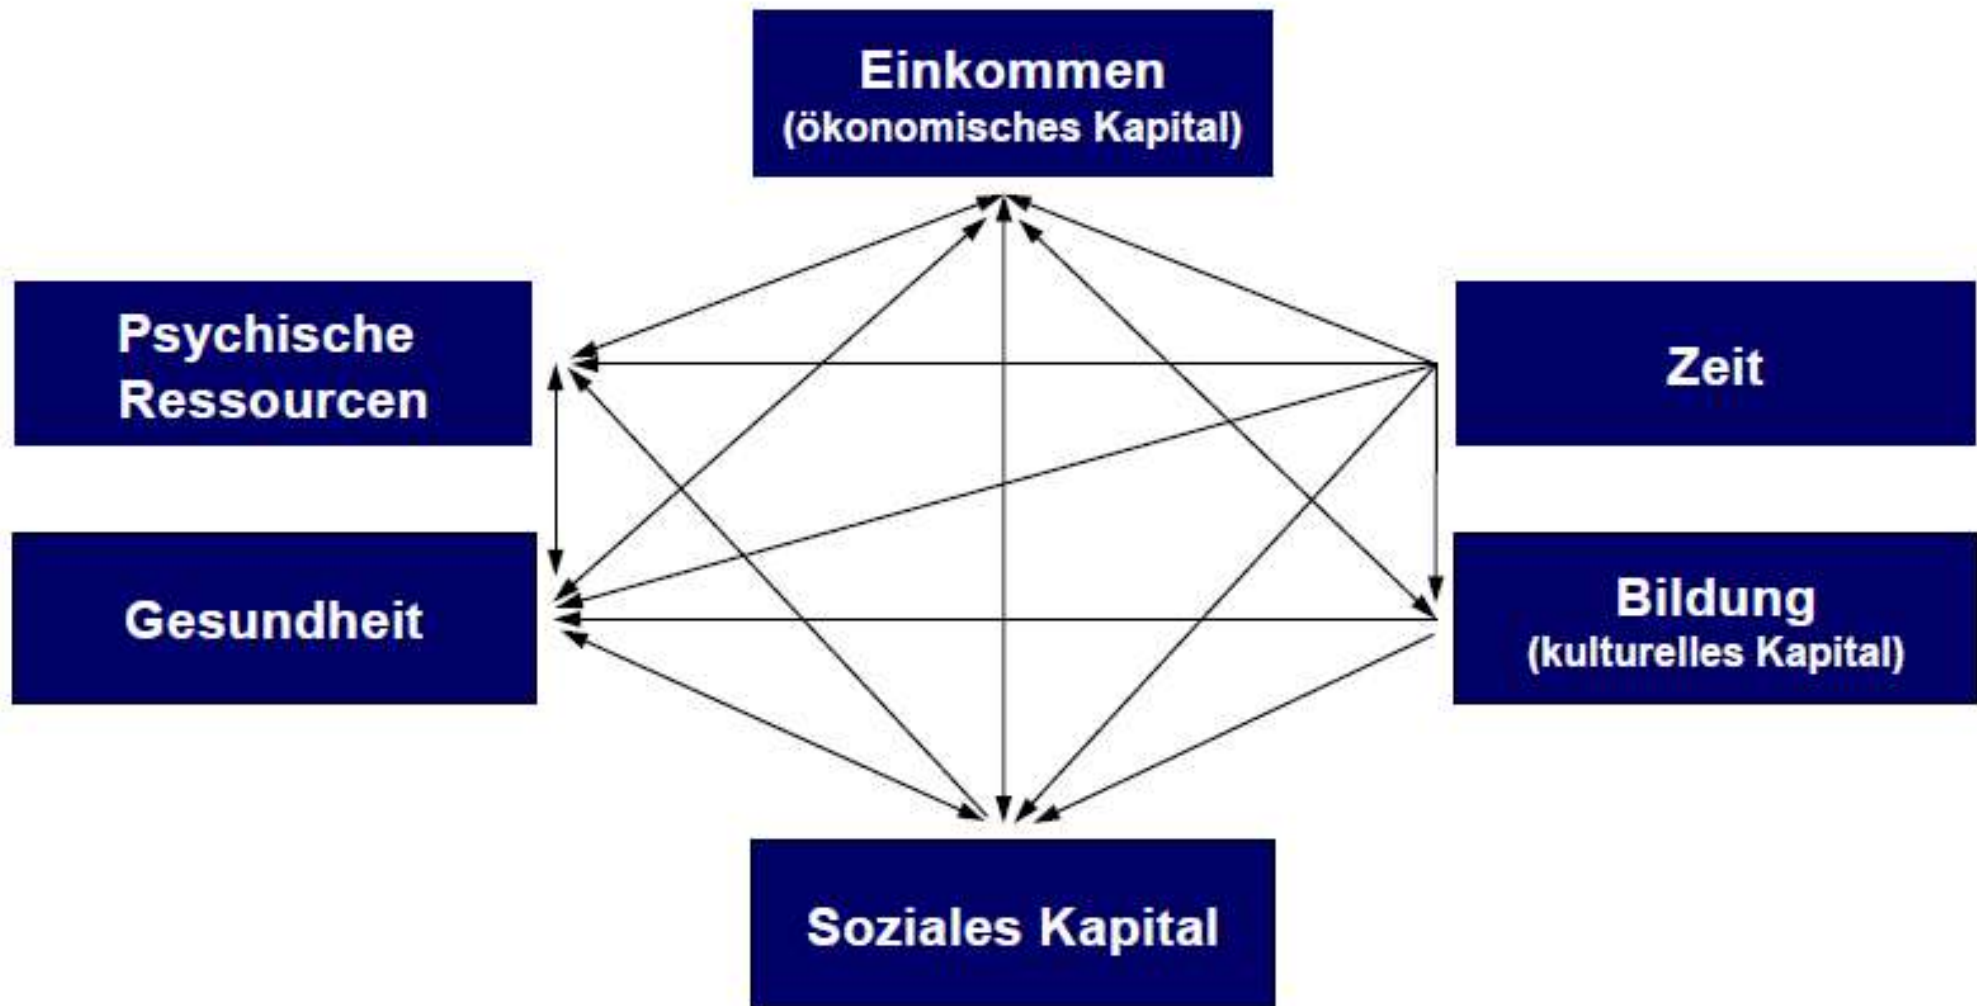 Einkommen
(ökonomisches Kapital)
Psychische
Ressourcen
Zeit
Gesundheit
Bildung
(kulturelles Kapital)
Soziales Kapital